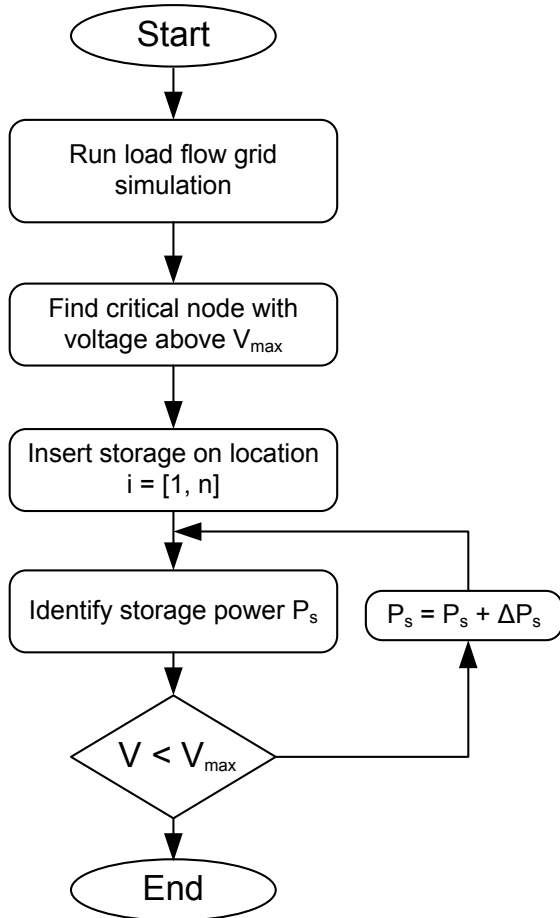 Start
Run load flow grid
simulation
Find critical node with
voltage above Vmax
Insert storage on location
i = [1, n]
Identify storage power Ps
Ps = Ps + ΔPs
V < Vmax
End